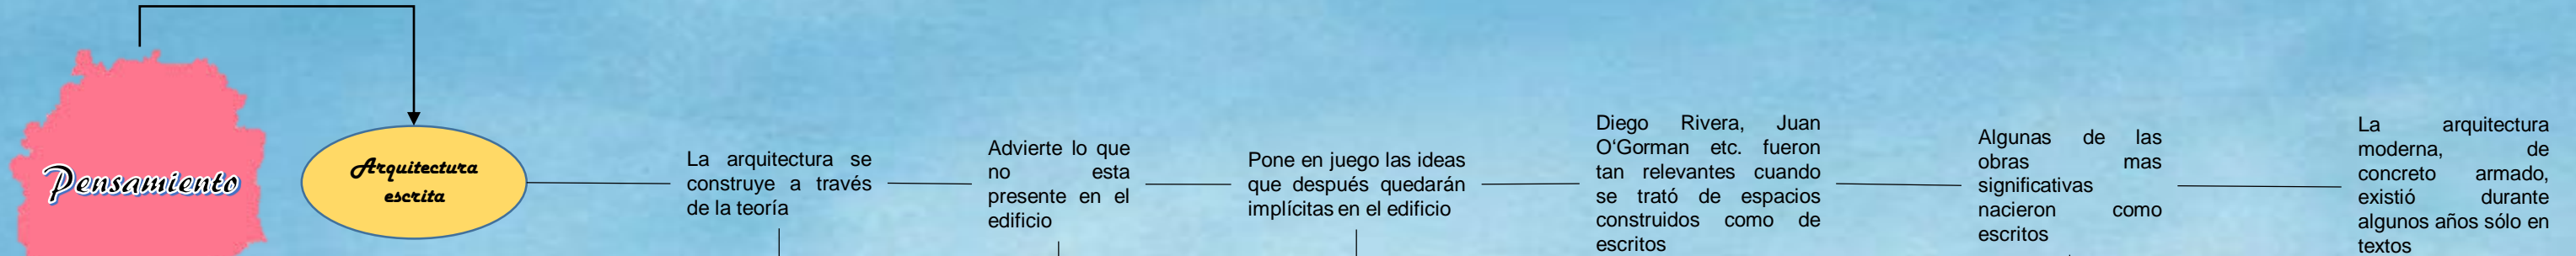 Pensamiento
Arquitectura
escrita
La arquitectura se
construye a través
de la teoría
Advierte lo que
no esta
presente en el
edificio
Pone en juego las ideas
que después quedarán
implícitas en el edificio
Diego Rivera, Juan
O‘Gorman etc. fueron
tan relevantes cuando
se trató de espacios
construidos como de
escritos
Algunas de las
obras mas
significativas
nacieron como
escritos
La arquitectura
moderna, de
concreto armado,
existió durante
algunos años sólo en
textos